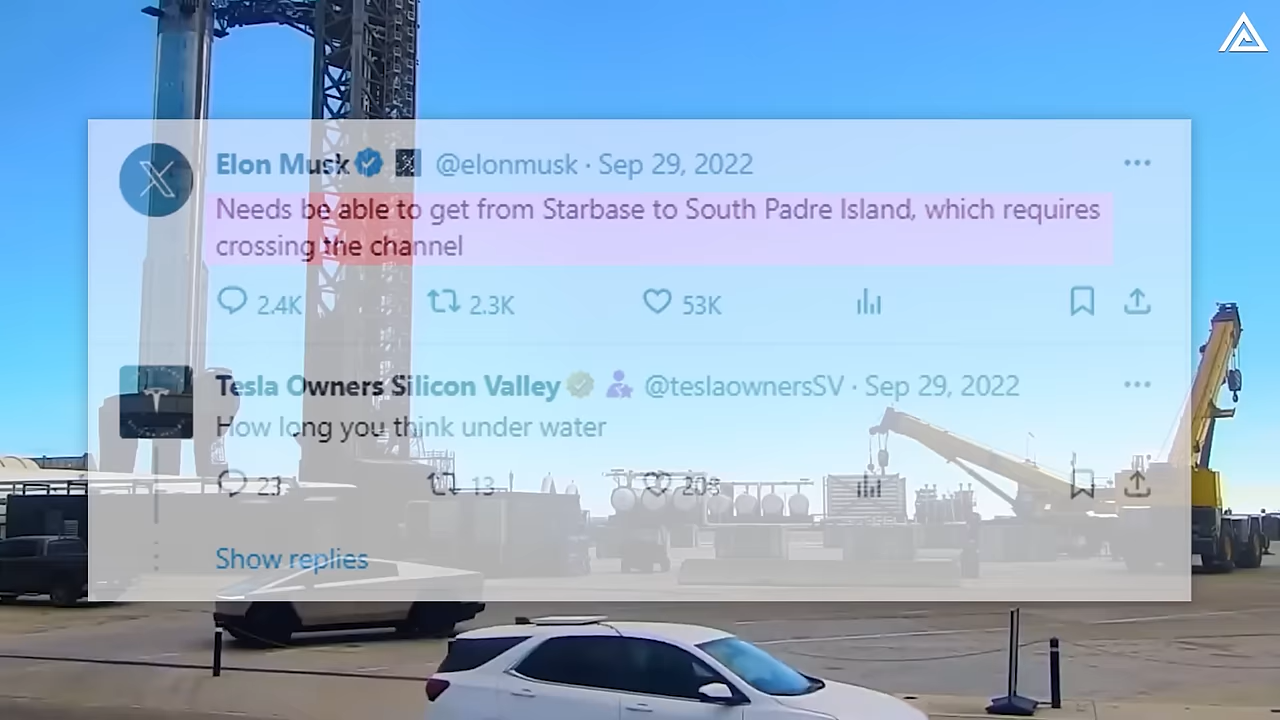 Elon Musk @elonmusk · Sep 29, 2022
Needs be able to get from Starbase to South Padre Island, which requires
crossing the channel
2.4K 2.3K 53K
Tesla Owners Silicon Valley @teslaownersSV · Sep 29, 2022
How long you think under water
23 13 208
Show replies